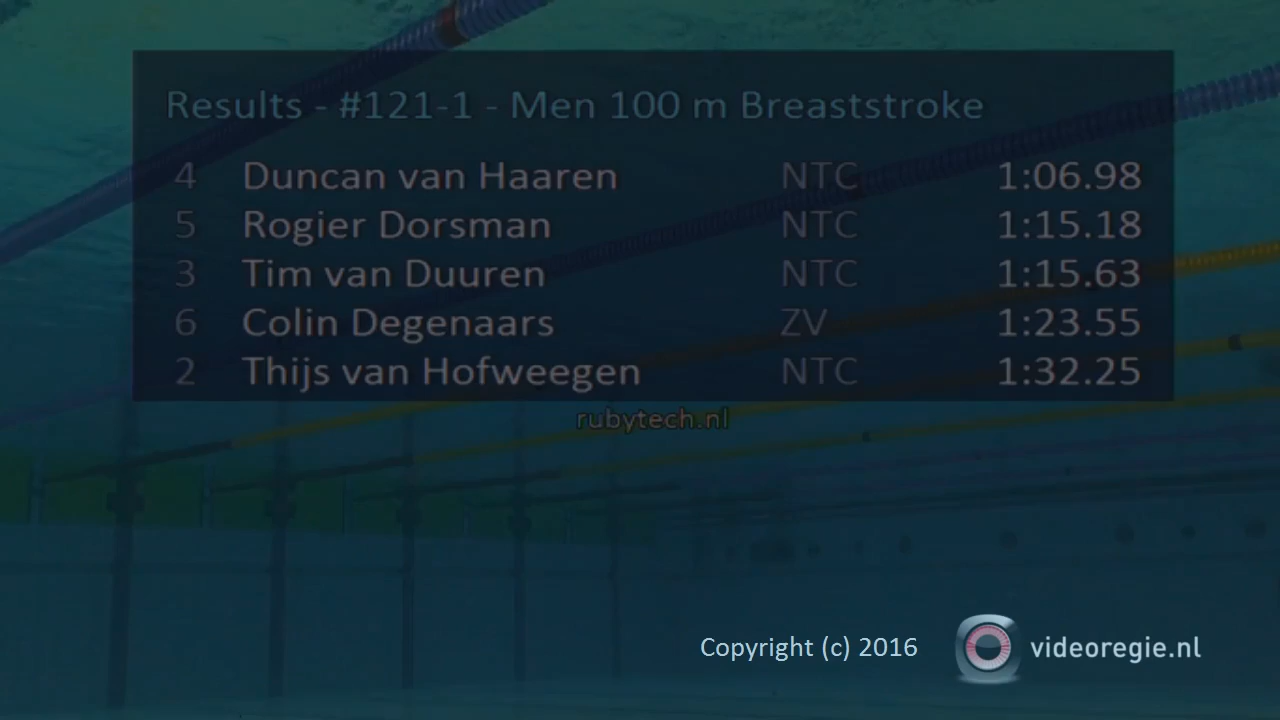 Results - #121-1 - Men 100 m Breaststroke
4 Duncan van Haaren NTC 1:06.98
5 Rogier Dorsman NTC 1:15.18
3 Tim van Duuren NTC 1:15.63
6 Colin Degenaars ZV 1:23.55
2 Thijs van Hofweegen NTC 1:32.25
rubytech.nl
Copyright (c) 2016 videoregie.nl